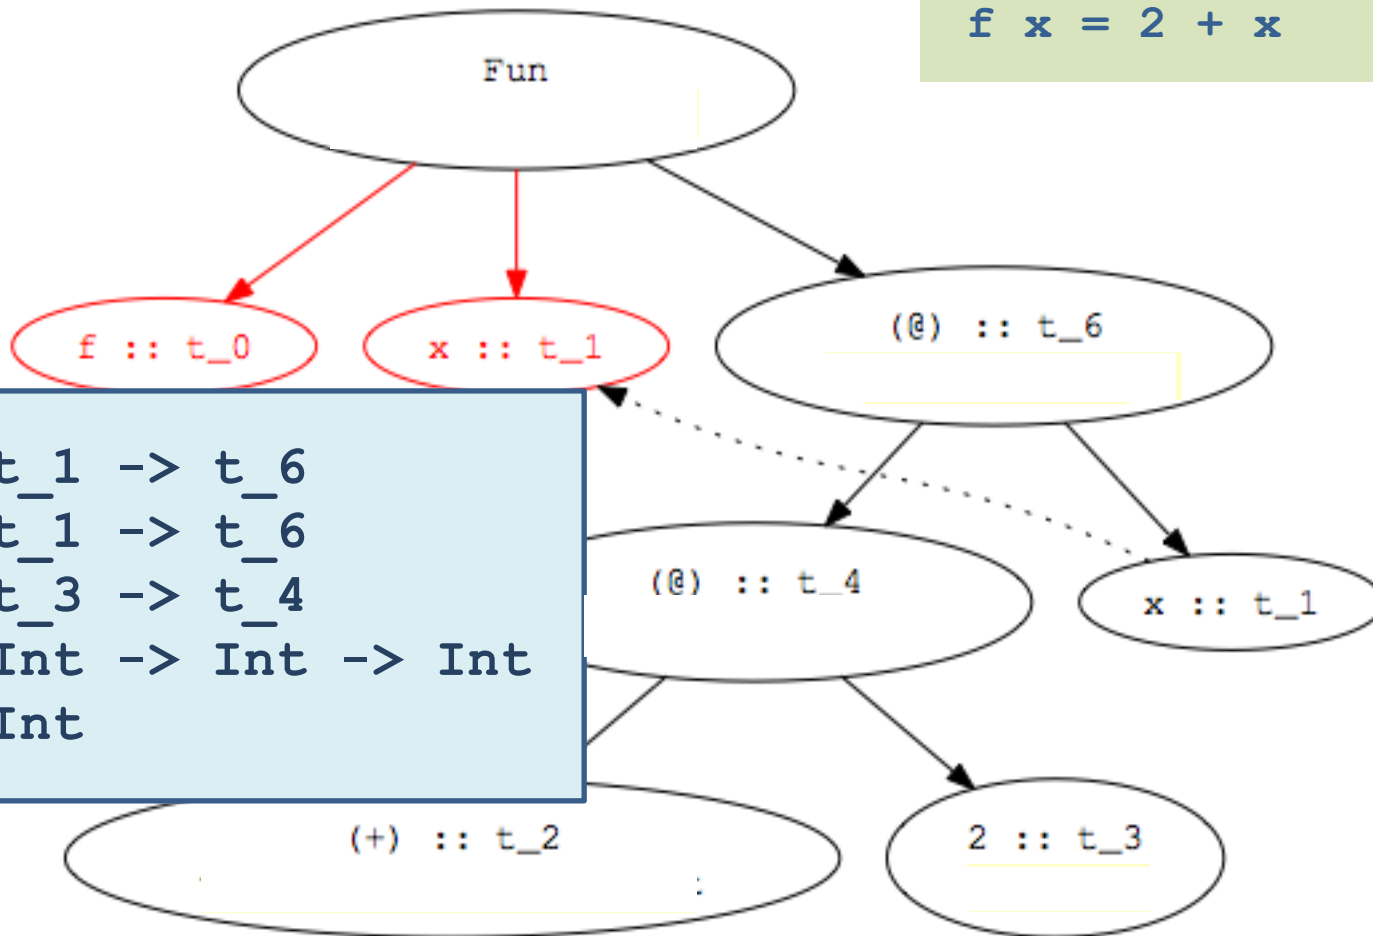 f x = 2 + x
Fun
f :: t_0
x :: t_1
(@) :: t_6
t_1 -> t_6
t_1 -> t_6
t_3 -> t_4
Int -> Int -> Int
Int
(@) :: t_4
x :: t_1
(+) :: t_2
2 :: t_3